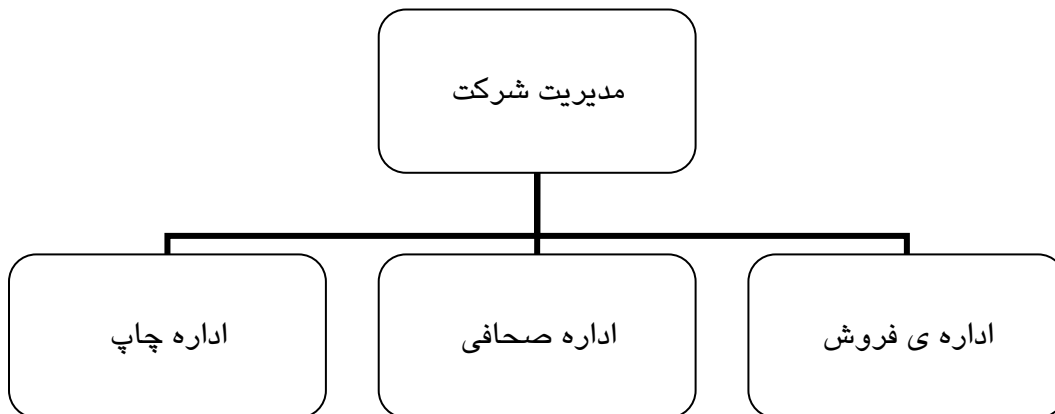 مدیریت شرکت
اداره ی فروش
اداره صحافی
اداره چاپ